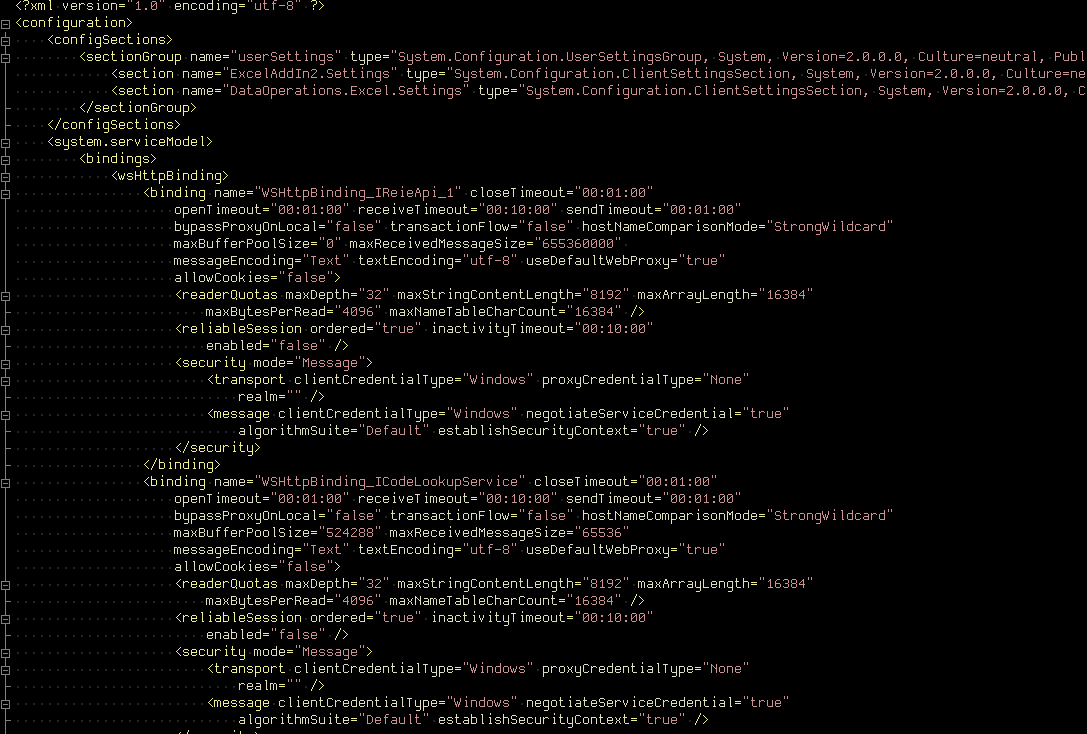 <?xml version="1.0" encoding="utf-8" ?>
<configuration>
<configSections>
<sectionGroup name="userSettings" type="System.Configuration.UserSettingsGroup, System, Version=2.0.0.0, Culture=neutral, Publ
<section name="ExcelAddIn2.Settings" type="System.Configuration.ClientSettingsSection, System, Version=2.0.0.0, Culture=ne
<section name="DataOperations.Excel.Settings" type="System.Configuration.ClientSettingsSection, System, Version=2.0.0.0, C
</sectionGroup>
</configSections>
<system.serviceModel>
<bindings>
<wsHttpBinding>
<binding name="WSHttpBinding_IReieApi_1" closeTimeout="00:01:00"
openTimeout="00:01:00" receiveTimeout="00:10:00" sendTimeout="00:01:00"
bypassProxyOnLocal="false" transactionFlow="false" hostNameComparisonMode="StrongWildcard"
maxBufferPoolSize="0" maxReceivedMessageSize="655360000"
messageEncoding="Text" textEncoding="utf-8" useDefaultWebProxy="true"
allowCookies="false">
<readerQuotas maxDepth="32" maxStringContentLength="8192" maxArrayLength="16384"
maxBytesPerRead="4096" maxNameTableCharCount="16384" />
<reliableSession ordered="true" inactivityTimeout="00:10:00"
enabled="false" />
<security mode="Message">
<transport clientCredentialType="Windows" proxyCredentialType="None"
realm="" />
<message clientCredentialType="Windows" negotiateServiceCredential="true"
algorithmSuite="Default" establishSecurityContext="true" />
</security>
</binding>
<binding name="WSHttpBinding_ICodeLookupService" closeTimeout="00:01:00"
openTimeout="00:01:00" receiveTimeout="00:10:00" sendTimeout="00:01:00"
bypassProxyOnLocal="false" transactionFlow="false" hostNameComparisonMode="StrongWildcard"
maxBufferPoolSize="524288" maxReceivedMessageSize="65536"
messageEncoding="Text" textEncoding="utf-8" useDefaultWebProxy="true"
allowCookies="false">
<readerQuotas maxDepth="32" maxStringContentLength="8192" maxArrayLength="16384"
maxBytesPerRead="4096" maxNameTableCharCount="16384" />
<reliableSession ordered="true" inactivityTimeout="00:10:00"
enabled="false" />
<security mode="Message">
<transport clientCredentialType="Windows" proxyCredentialType="None"
realm="" />
<message clientCredentialType="Windows" negotiateServiceCredential="true"
algorithmSuite="Default" establishSecurityContext="true" />